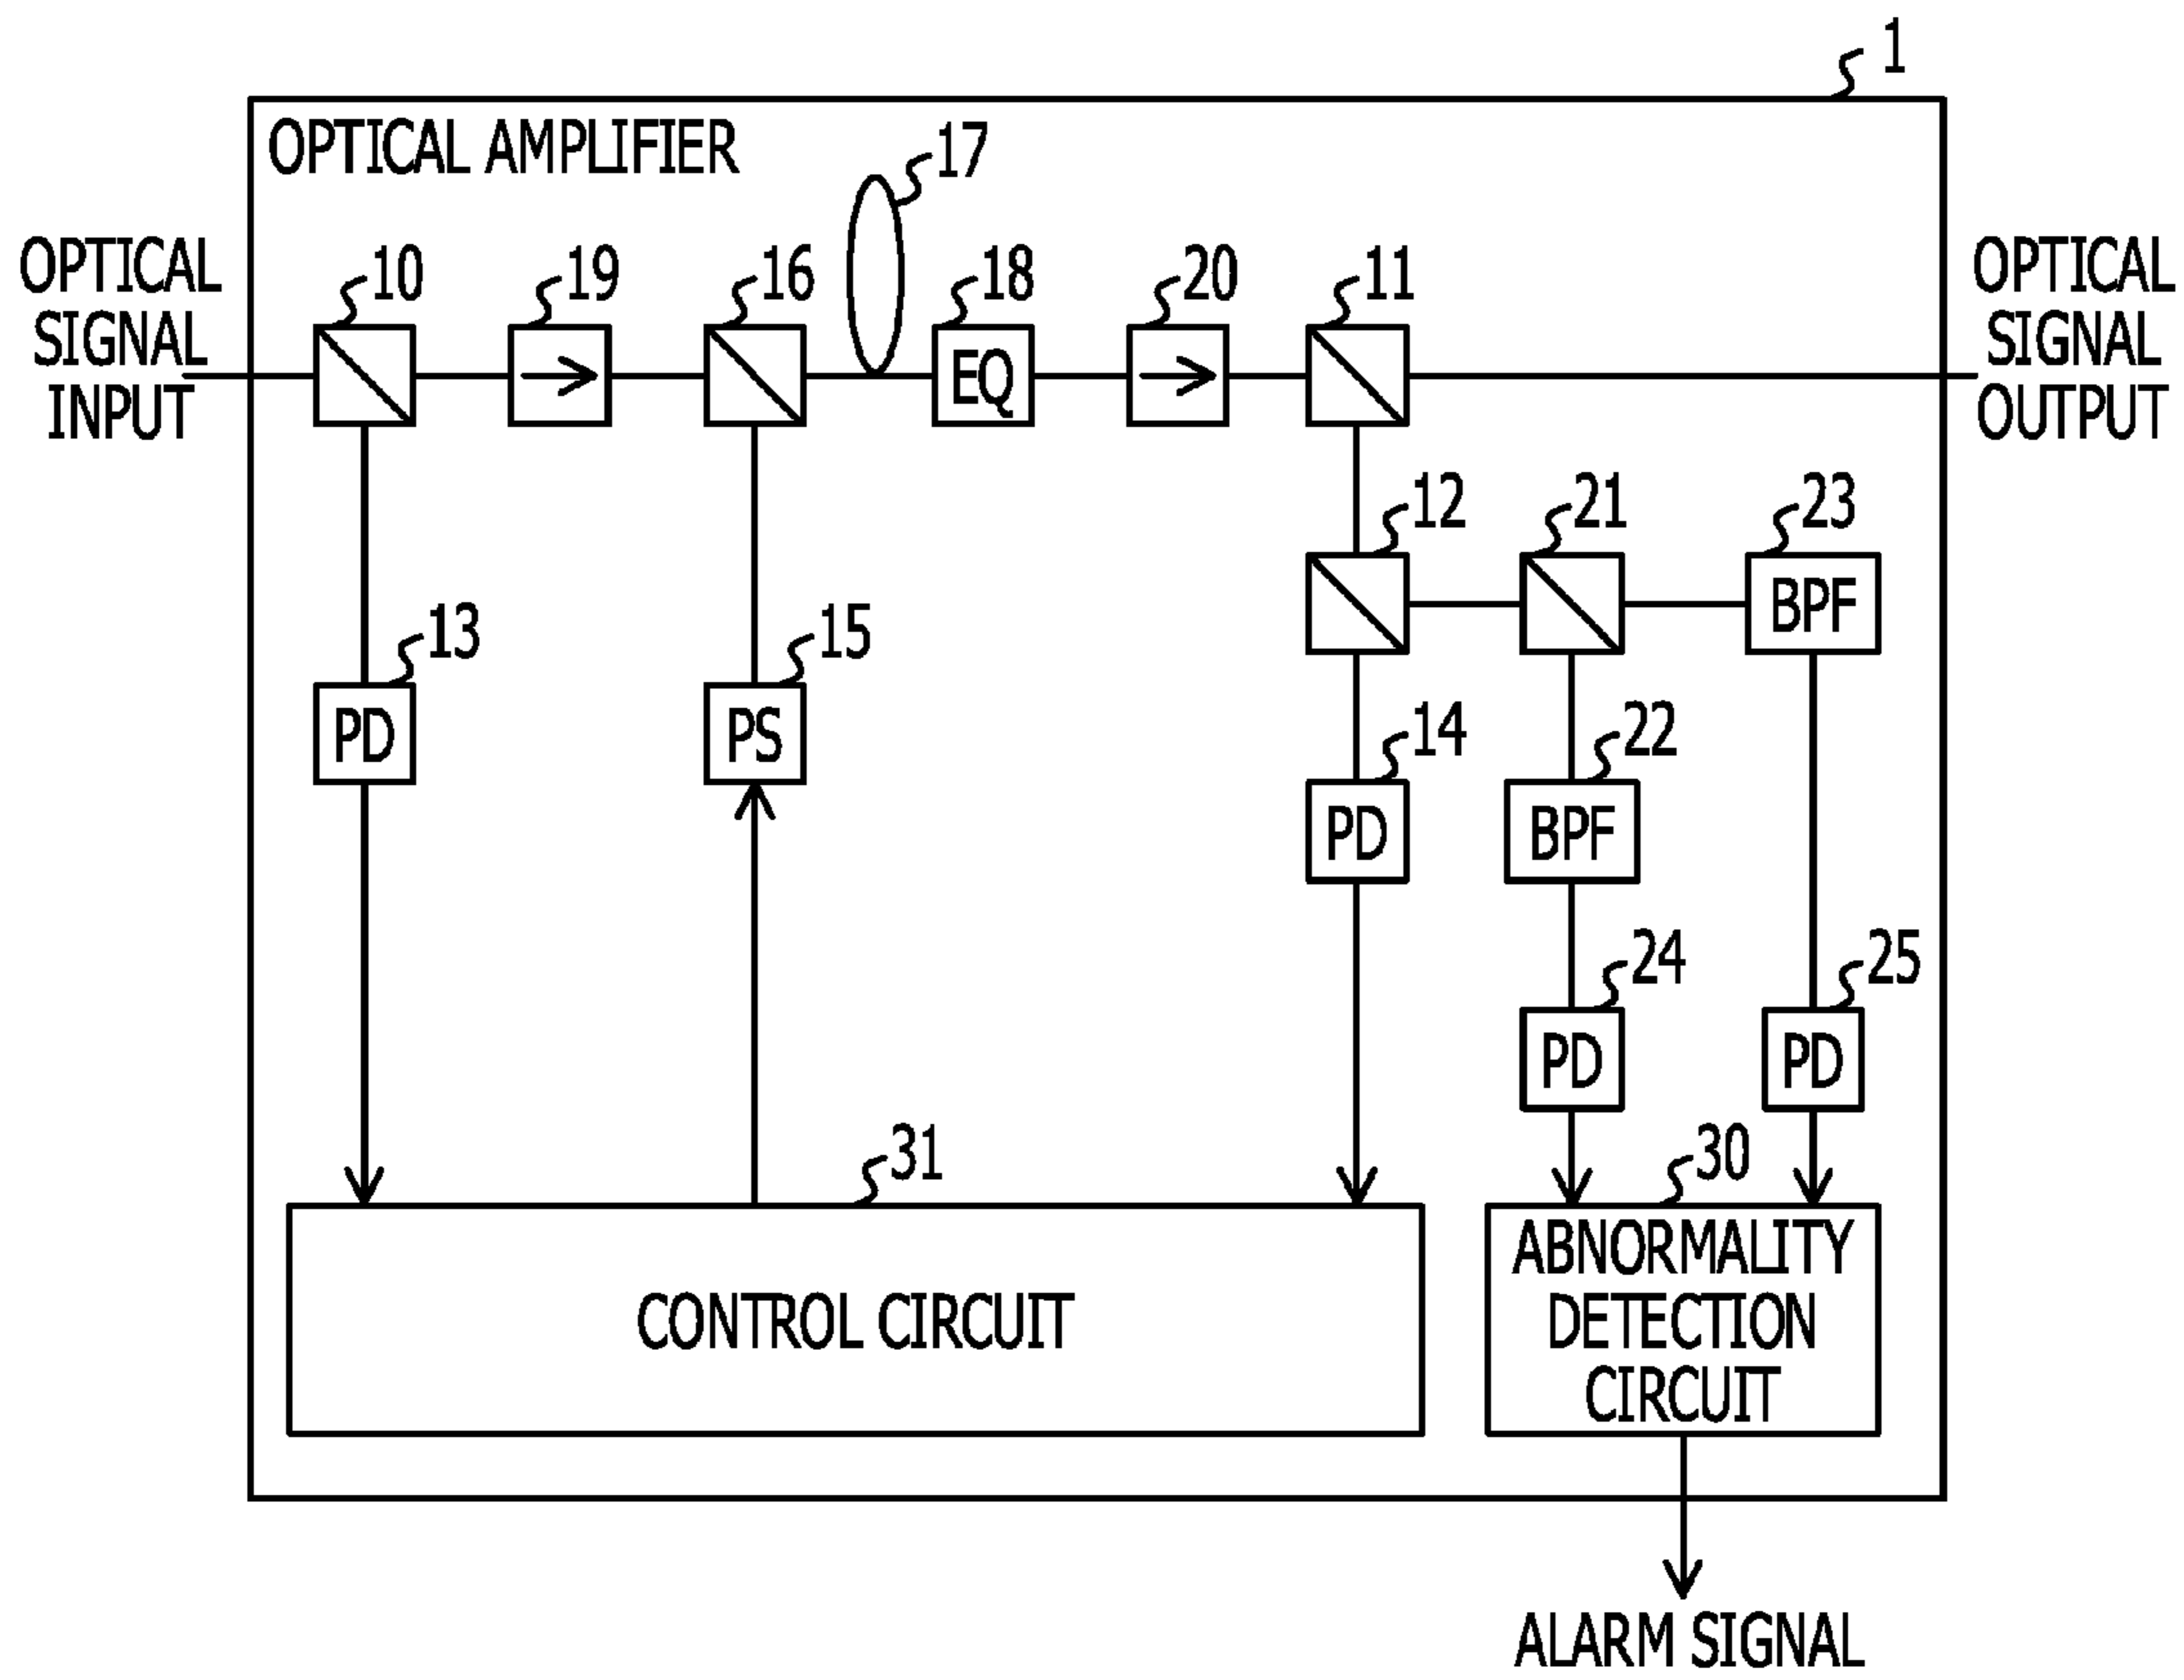 1
OPTICAL AMPLIFIER
17
OPTICAL
SIGNAL
INPUT
10
19
16
18
20
11
OPTICAL
SIGNAL
OUTPUT
EQ
12
21
23
BPF
13
15
PD
PS
14
22
PD
BPF
24
25
PD
PD
31
30
CONTROL CIRCUIT
ABNORMALITY
DETECTION
CIRCUIT
ALARM SIGNAL